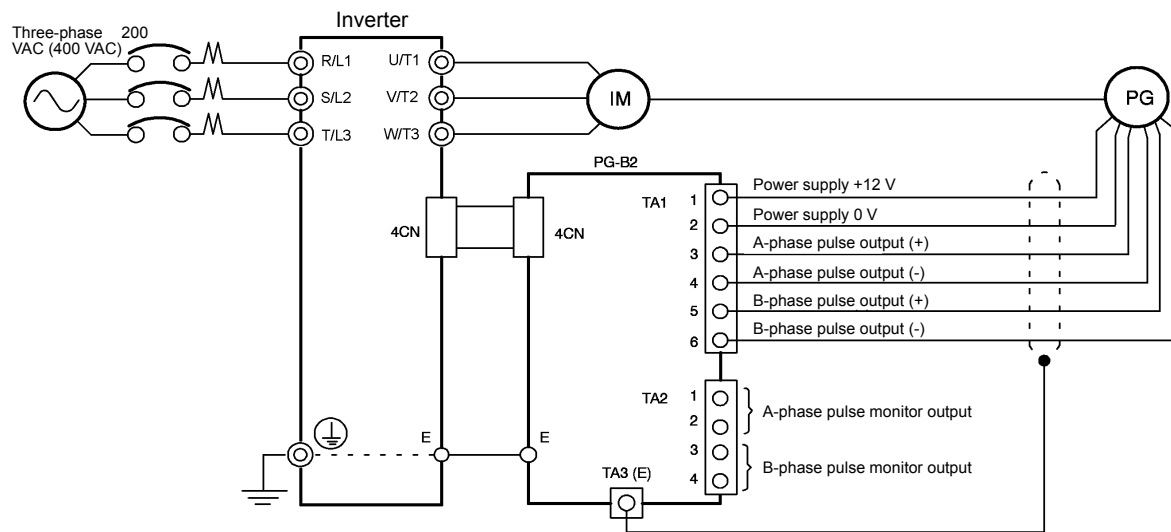 Inverter
Three-phase 200
VAC (400 VAC)
R/L1 U/T1
S/L2 V/T2
T/L3 W/T3
IM
PG
PG-B2
TA1
1 Power supply +12 V
2 Power supply 0 V
3 A-phase pulse output (+)
4 A-phase pulse output (-)
5 B-phase pulse output (+)
6 B-phase pulse output (-)
4CN 4CN
TA2
1
2
A-phase pulse monitor output
3
4
B-phase pulse monitor output
E E
TA3 (E)